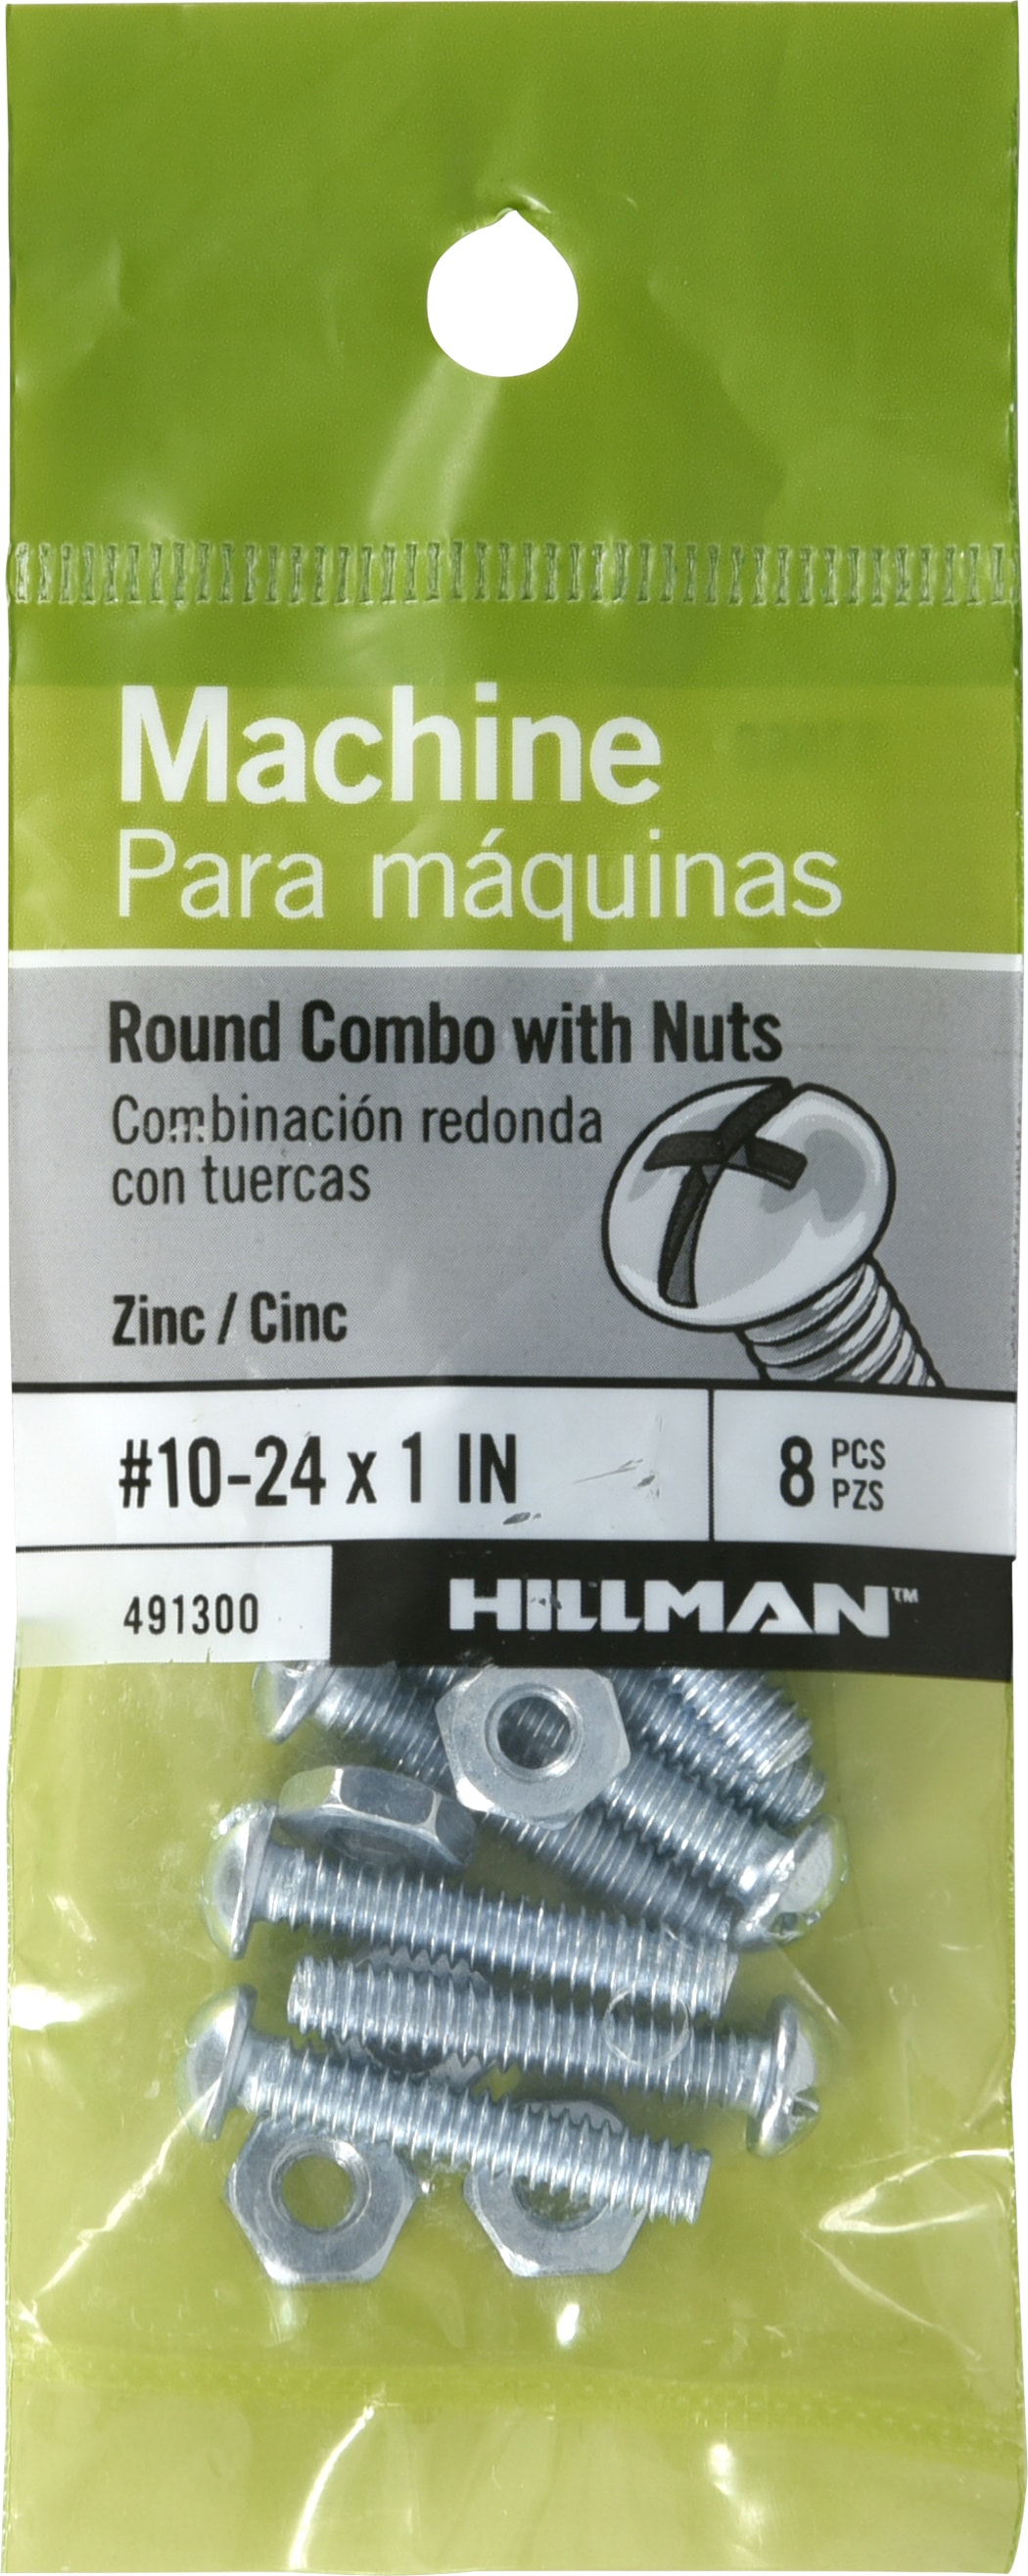 Machine
Para máquinas
Round Combo with Nuts
Combinación redonda
con tuercas
Zinc / Cinc
#10-24 x 1 IN
8 PCS
PZS
491300
HILLMAN™